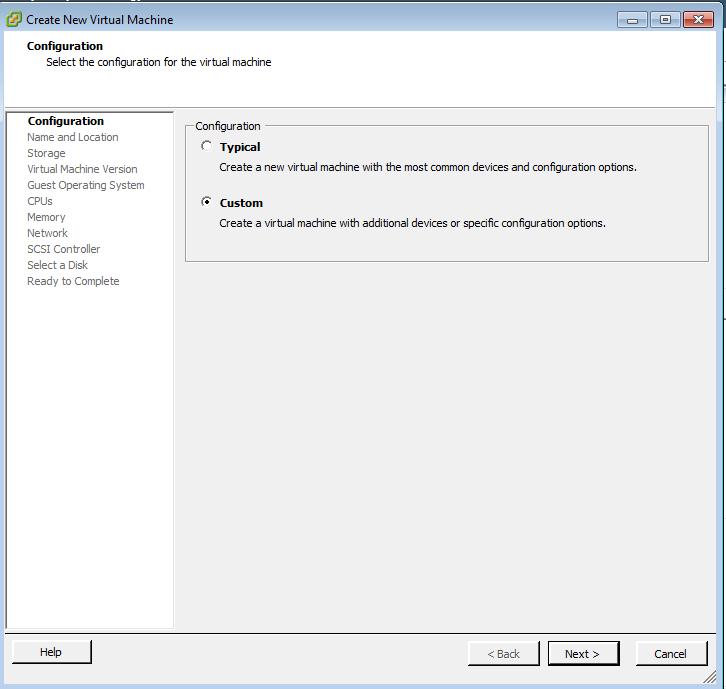 Create New Virtual Machine
Configuration
Select the configuration for the virtual machine
Configuration
Name and Location
Storage
Virtual Machine Version
Guest Operating System
CPUs
Memory
Network
SCSI Controller
Select a Disk
Ready to Complete
Configuration
Typical
Create a new virtual machine with the most common devices and configuration options.
Custom
Create a virtual machine with additional devices or specific configuration options.
Help
< Back
Next >
Cancel